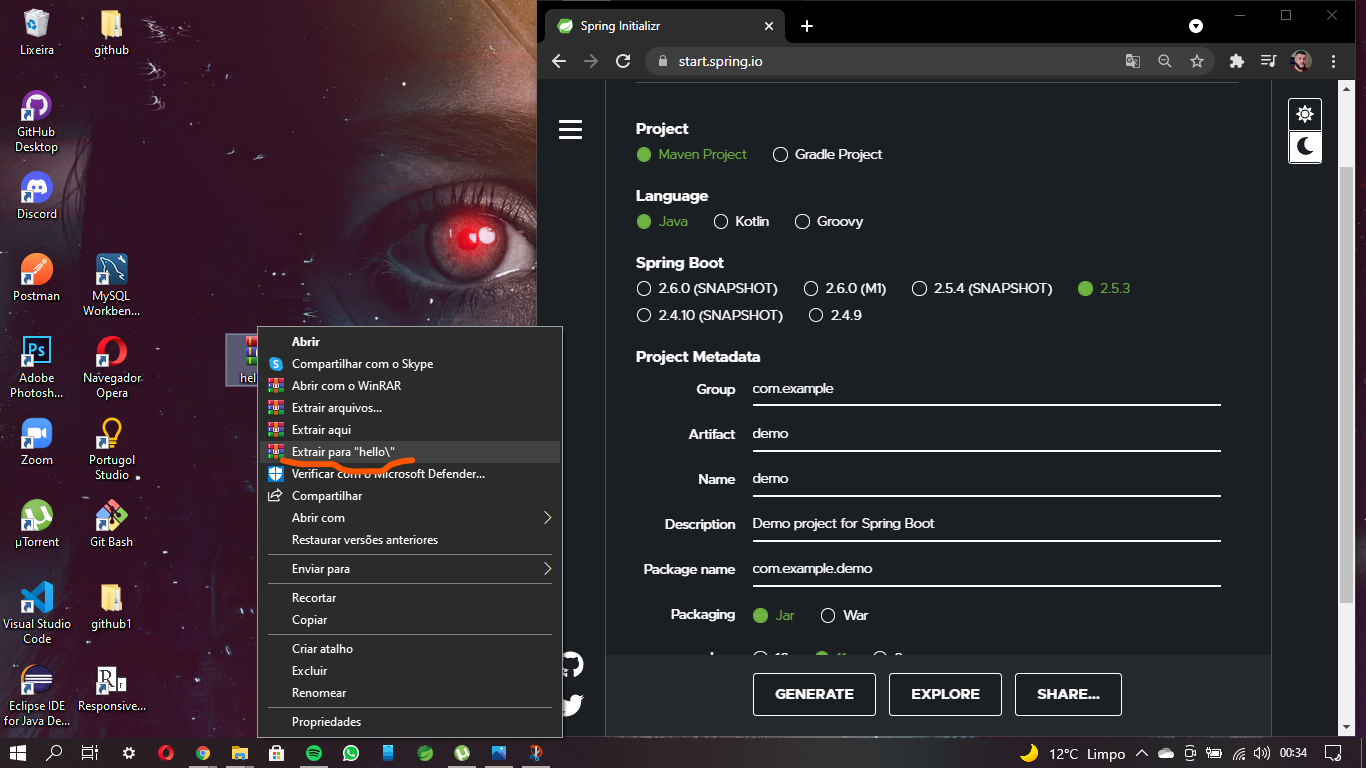 Lixeira
github
GitHub
Desktop
Discord
Postman
MySQL
Workben...
Adobe
Photosh...
Navegador
Opera
Zoom
Portugol
Studio
µTorrent
Git Bash
Visual Studio
Code
github1
Eclipse IDE
for Java De...
Responsive...
hel
Abrir
Compartilhar com o Skype
Abrir com o WinRAR
Extrair arquivos...
Extrair aqui
Extrair para "hello\"
Verificar com o Microsoft Defender...
Compartilhar
Abrir com
Restaurar versões anteriores
Enviar para
Recortar
Copiar
Criar atalho
Excluir
Renomear
Propriedades
Spring Initializr
start.spring.io
Project
Maven Project
Gradle Project
Language
Java
Kotlin
Groovy
Spring Boot
2.6.0 (SNAPSHOT)
2.6.0 (M1)
2.5.4 (SNAPSHOT)
2.5.3
2.4.10 (SNAPSHOT)
2.4.9
Project Metadata
Group
com.example
Artifact
demo
Name
demo
Description
Demo project for Spring Boot
Package name
com.example.demo
Packaging
Jar
War
GENERATE
EXPLORE
SHARE...
12°C Limpo
00:34